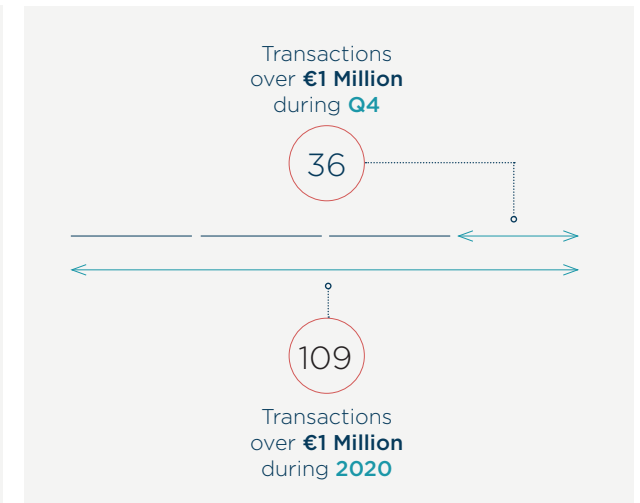 Transactions
over €1 Million
during Q4
36
109
Transactions
over €1 Million
during 2020